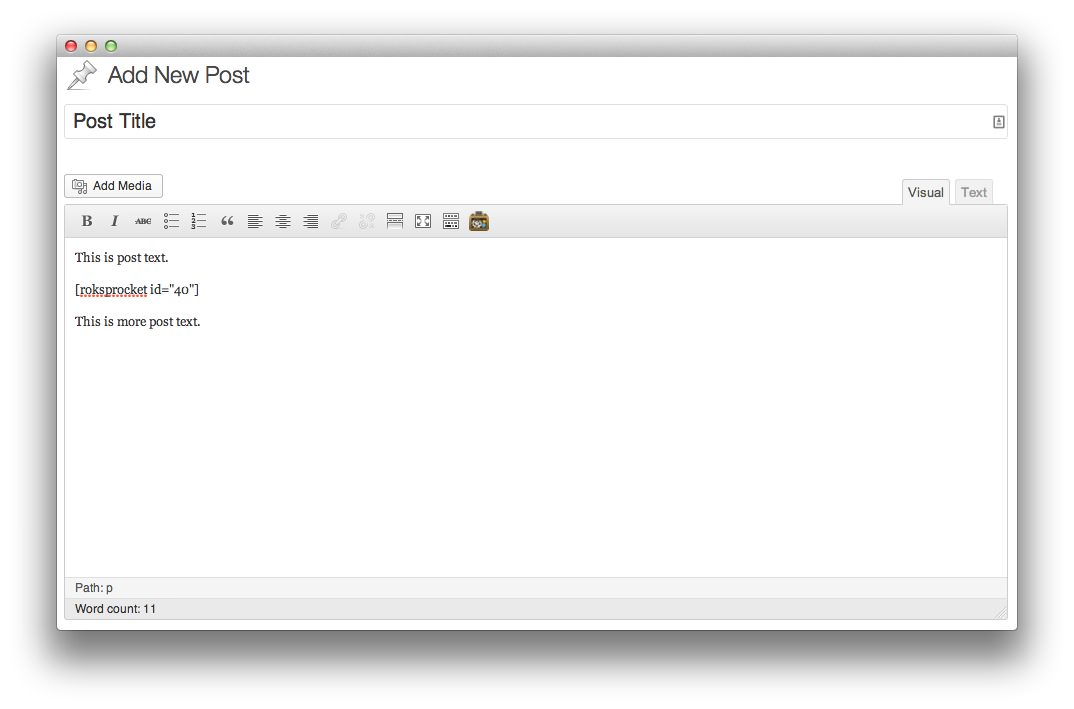 Add New Post
Post Title
Add Media
Visual Text
B I ABC
This is post text.
[roksprocket id="40"]
This is more post text.
Path: p
Word count: 11